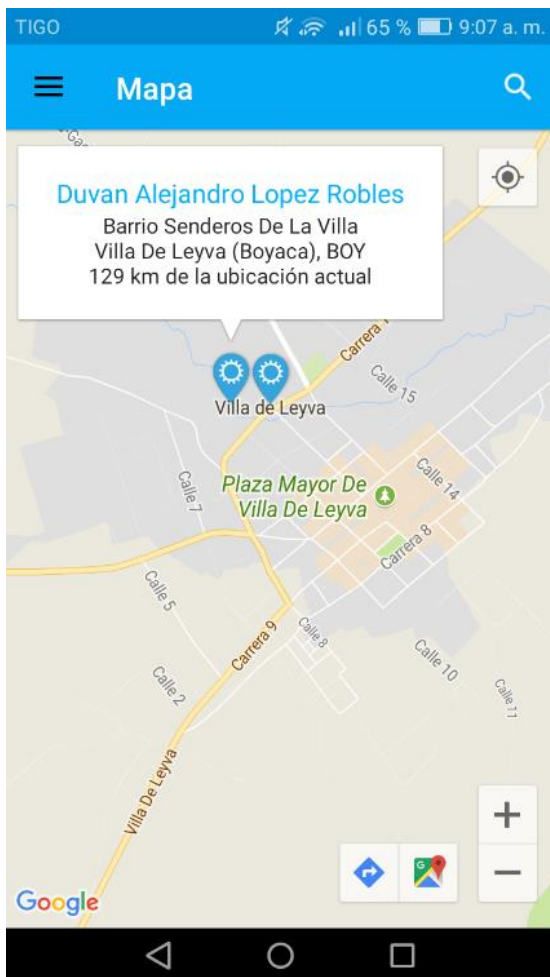 TIGO
65 %
9:07 a. m.
Mapa
Duvan Alejandro Lopez Robles
Barrio Senderos De La Villa
Villa De Leyva (Boyaca), BOY
129 km de la ubicación actual
Carrera
Calle 15
Villa de Leyva
Calle 14
Plaza Mayor De
Villa De Leyva
Calle 7
Carrera 8
Calle 5
Calle 8
Carrera 9
Calle 10
Calle 2
Calle 11
Villa De Leyva
Google